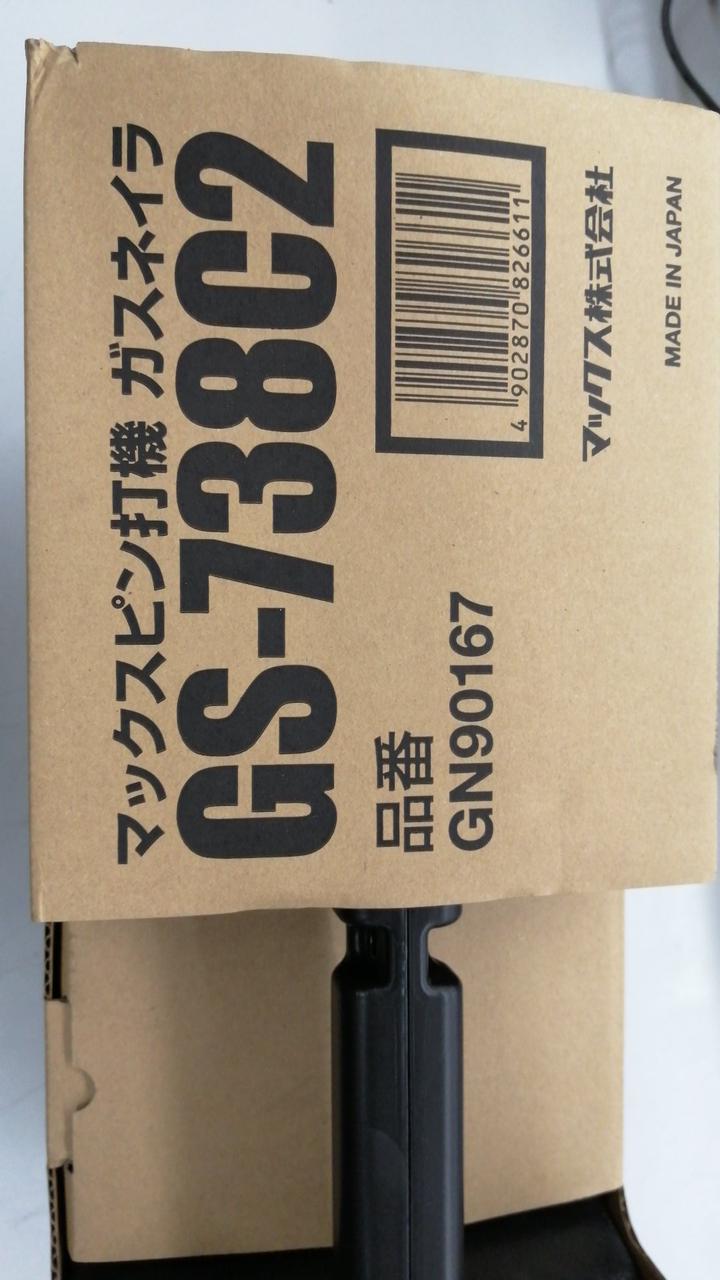 マックスピン打機 ガスネイラ
GS-738C2
品番
GN90167
4 902870 826611
マックス株式会社
MADE IN JAPAN